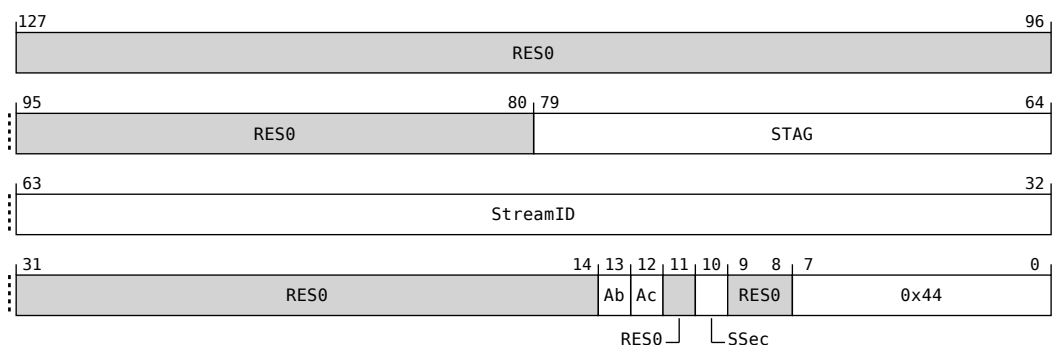 127 96
RES0
95 80 79 64
RES0 STAG
63 32
StreamID
31 14 13 12 11 10 9 8 7 0
RES0 Ab Ac RES0 0x44
RES0 SSec